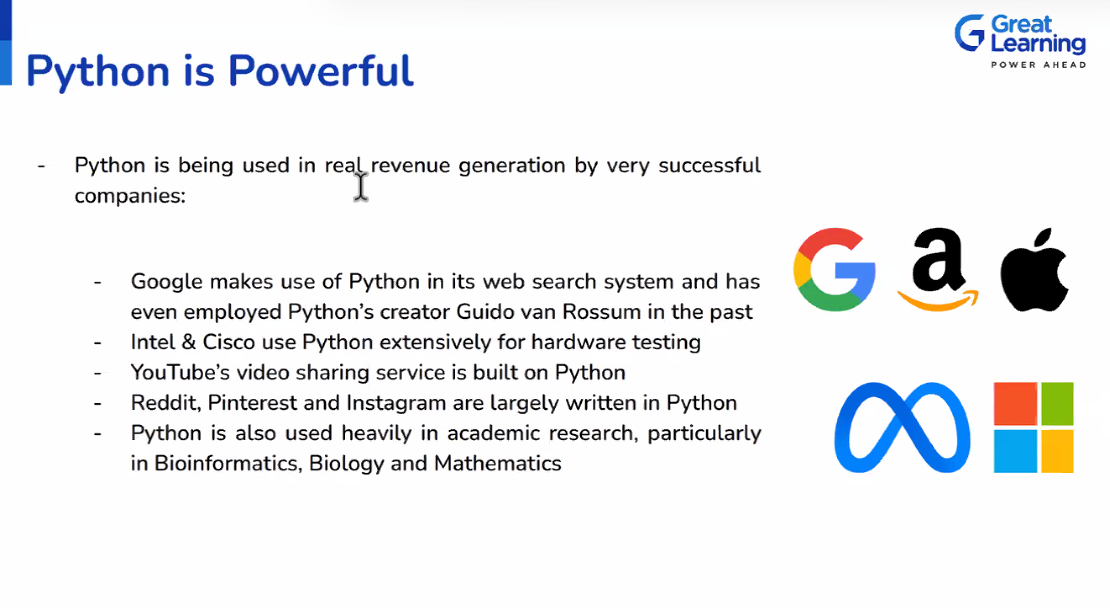 Great
Learning
POWER AHEAD
Python is Powerful
- Python is being used in real revenue generation by very successful
companies:
- Google makes use of Python in its web search system and has
even employed Python's creator Guido van Rossum in the past
- Intel & Cisco use Python extensively for hardware testing
- YouTube's video sharing service is built on Python
- Reddit, Pinterest and Instagram are largely written in Python
- Python is also used heavily in academic research, particularly
in Bioinformatics, Biology and Mathematics